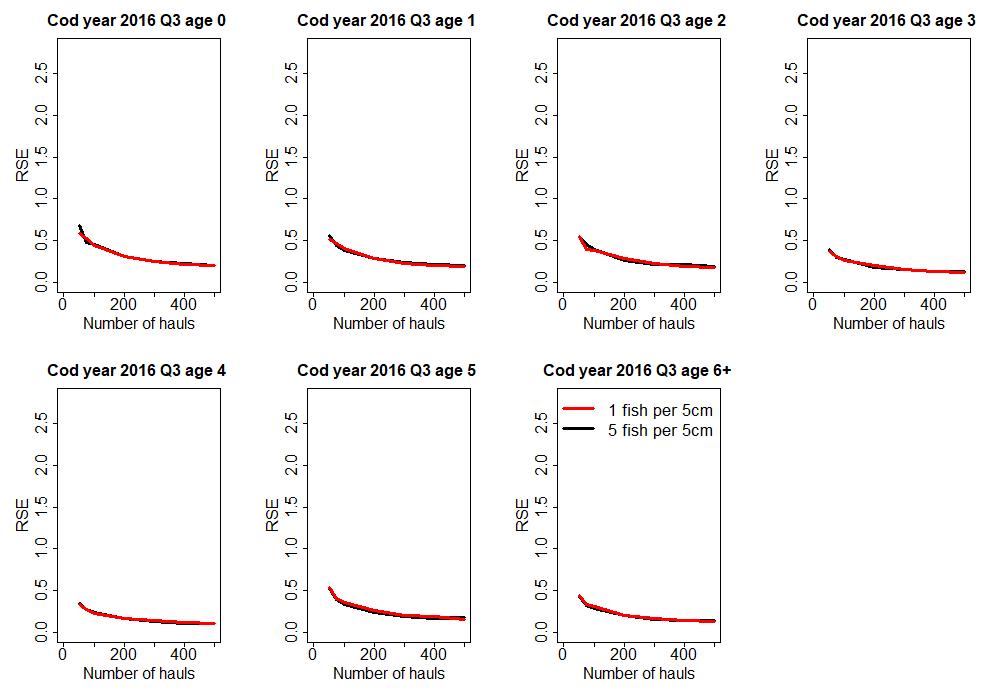 Cod year 2016 Q3 age 0
RSE
0.0 0.5 1.0 1.5 2.0 2.5
0 200 400
Number of hauls
Cod year 2016 Q3 age 1
RSE
0.0 0.5 1.0 1.5 2.0 2.5
0 200 400
Number of hauls
Cod year 2016 Q3 age 2
RSE
0.0 0.5 1.0 1.5 2.0 2.5
0 200 400
Number of hauls
Cod year 2016 Q3 age 3
RSE
0.0 0.5 1.0 1.5 2.0 2.5
0 200 400
Number of hauls
Cod year 2016 Q3 age 4
RSE
0.0 0.5 1.0 1.5 2.0 2.5
0 200 400
Number of hauls
Cod year 2016 Q3 age 5
RSE
0.0 0.5 1.0 1.5 2.0 2.5
0 200 400
Number of hauls
Cod year 2016 Q3 age 6+
1 fish per 5cm
5 fish per 5cm
RSE
0.0 0.5 1.0 1.5 2.0 2.5
0 200 400
Number of hauls